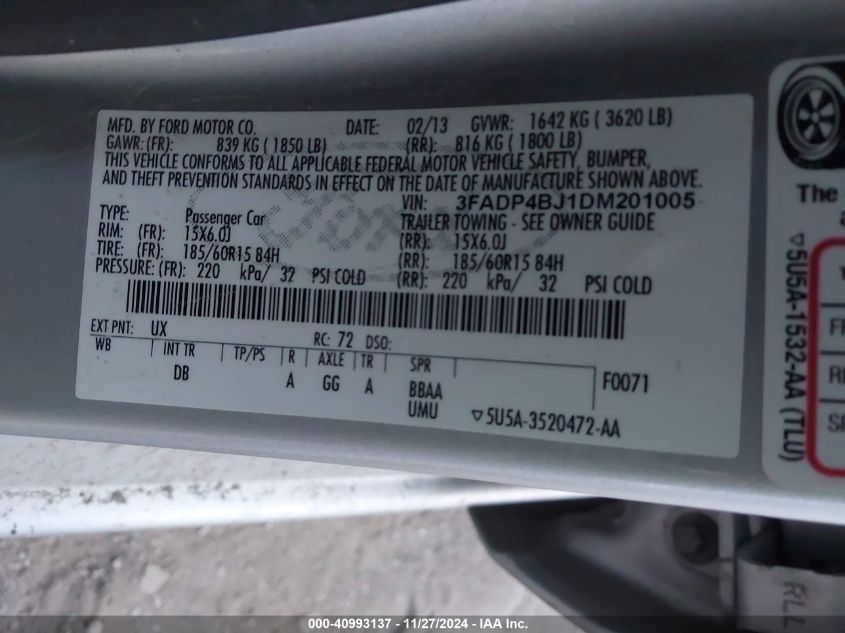 MFD. BY FORD MOTOR CO. DATE: 02/13 GVWR: 1642 KG ( 3620 LB)
GAWR: (FR): 839 KG ( 1850 LB) (RR): 816 KG ( 1800 LB)
THIS VEHICLE CONFORMS TO ALL APPLICABLE FEDERAL MOTOR VEHICLE SAFETY, BUMPER,
AND THEFT PREVENTION STANDARDS IN EFFECT ON THE DATE OF MANUFACTURE SHOWN ABOVE.
VIN: 3FADP4BJ1DM201005
TYPE: Passenger Car TRAILER TOWING - SEE OWNER GUIDE
RIM: (FR): 15X6.0J (RR): 15X6.0J
TIRE: (FR): 185/60R15 84H (RR): 185/60R15 84H
PRESSURE: (FR): 220 kPa/ 32 PSI COLD (RR): 220 kPa/ 32 PSI COLD
EXT PNT: UX RC: 72 DSO:
WB INT TR TP/PS R AXLE TR SPR
DB A GG A BBAA F0071
UMU ▽5U5A-3520472-AA
The
▽5U5A-1532-AA (TLU)
RLL
000-40993137 - 11/27/2024 - IAA Inc.